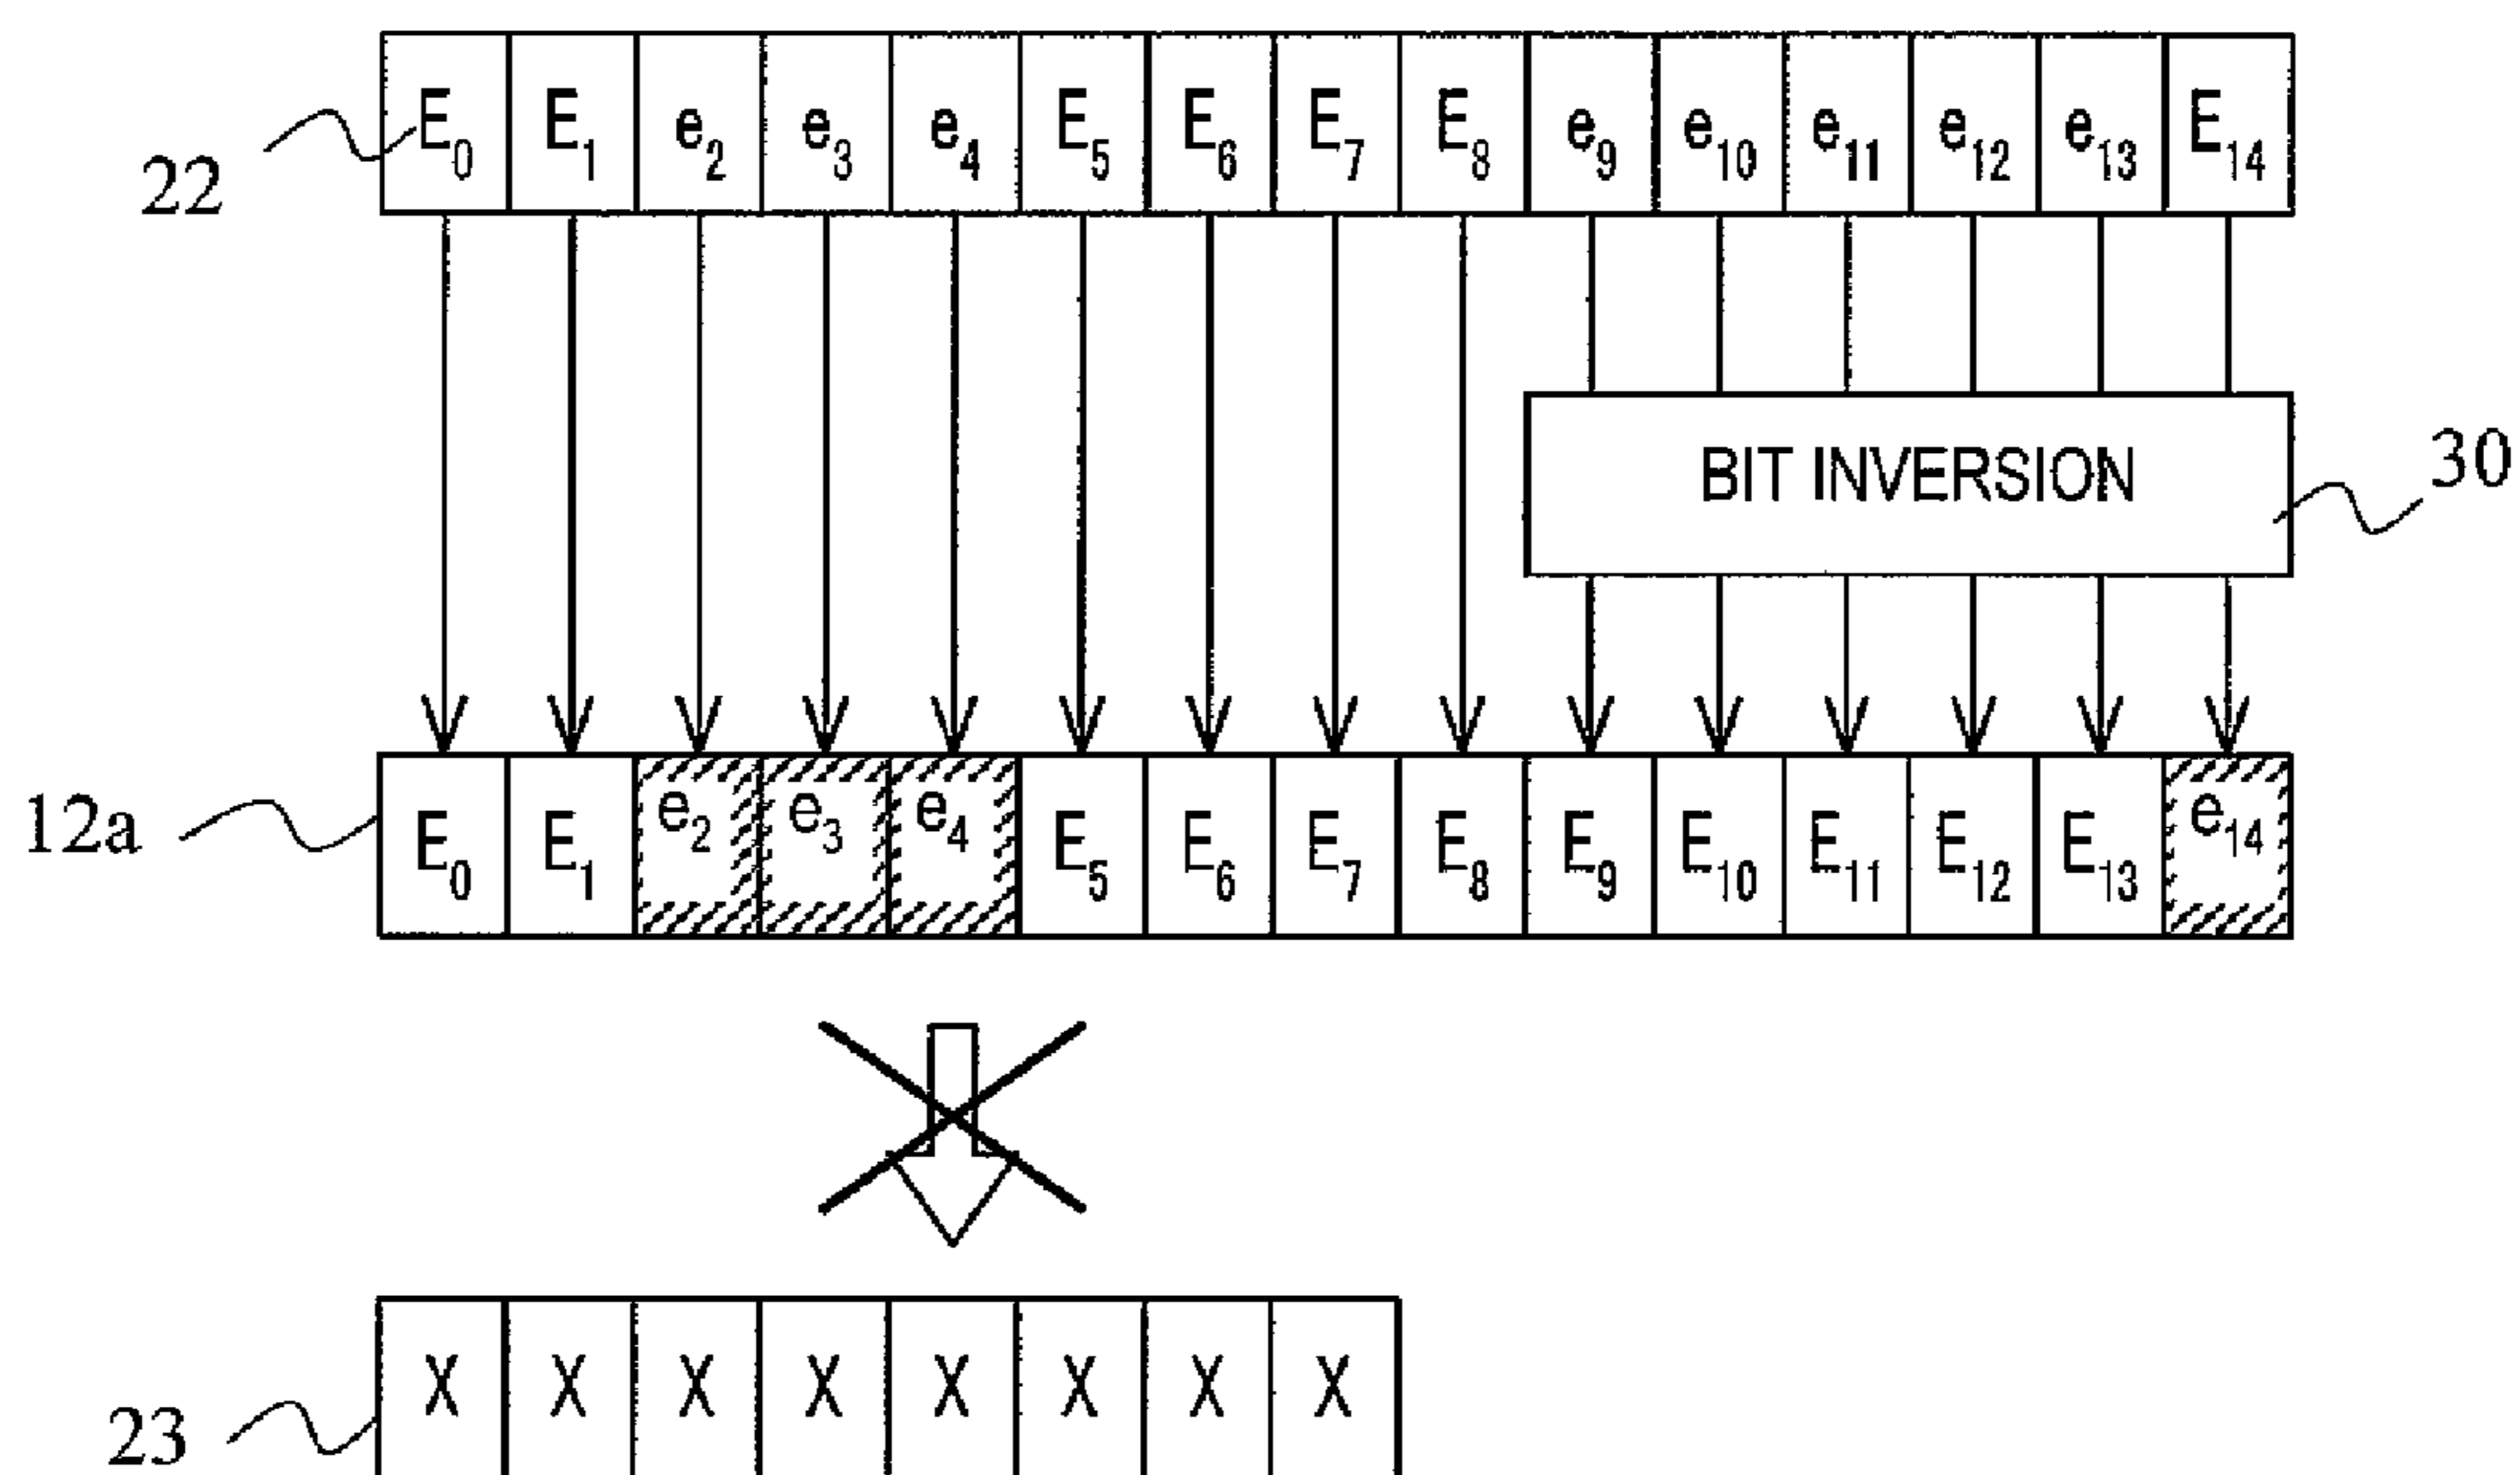 E₀ E₁ e₂ e₃ e₄ E₅ E₆ E₇ E₈ e₉ e₁₀ e₁₁ e₁₂ e₁₃ E₁₄
22
BIT INVERSION
30
12a
E₀ E₁ e₂ e₃ e₄ E₅ E₆ E₇ E₈ E₉ E₁₀ E₁₁ E₁₂ E₁₃ e₁₄
X X X X X X X X
23